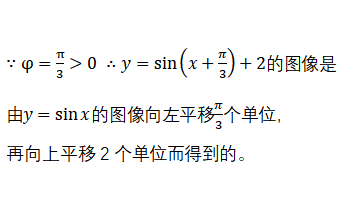 ∵ φ = π/3 > 0 ∴ y = sin(x + π/3) + 2的图像是
由y = sin x的图像向左平移π/3个单位,
再向上平移2个单位而得到的。